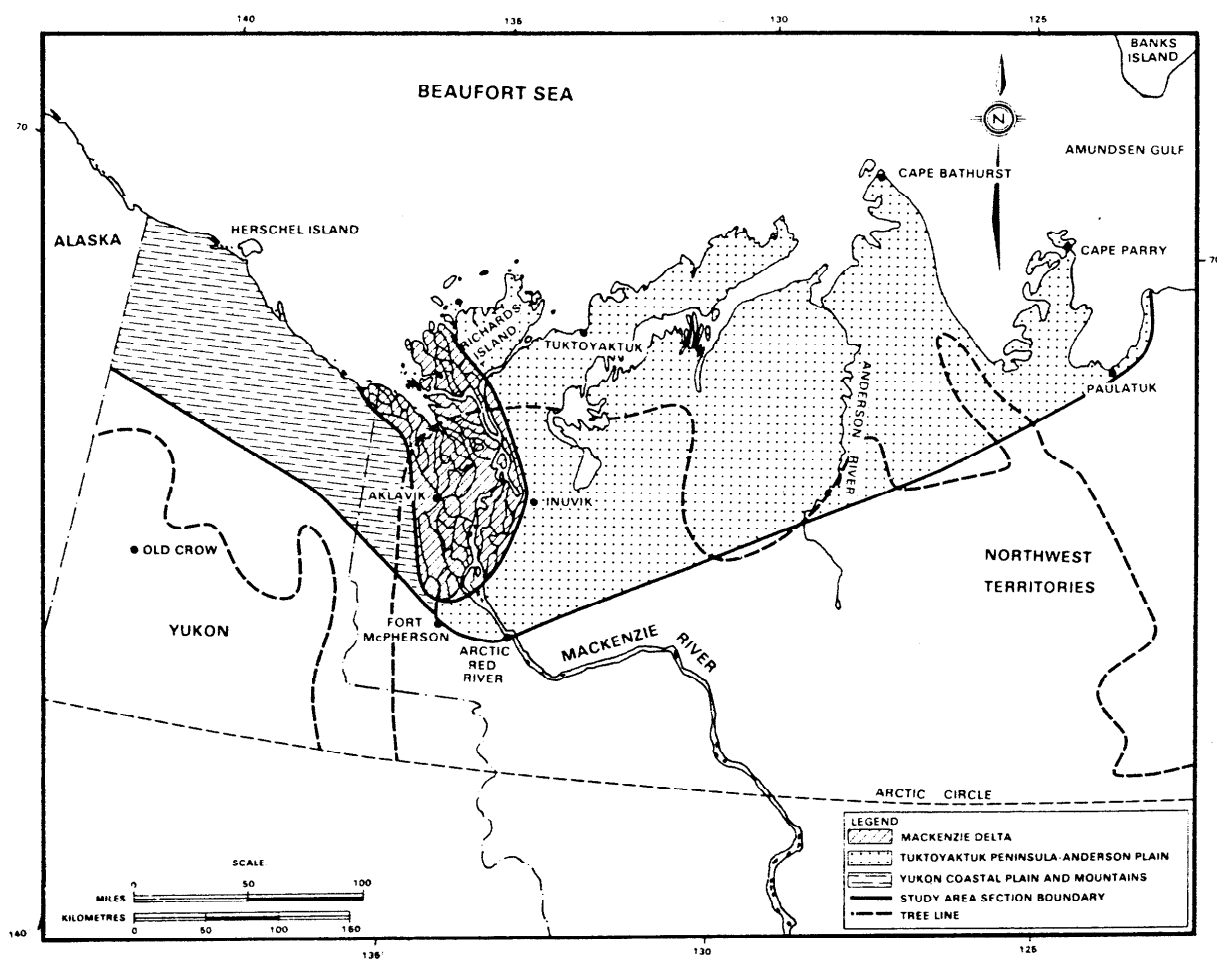 140
135
130
125
BANKS
ISLAND
BEAUFORT SEA
70
N
AMUNDSEN GULF
CAPE BATHURST
ALASKA
HERSCHEL ISLAND
CAPE PARRY
RICHARDS
ISLAND
TUKTOYAKTUK
ANDERSON
RIVER
PAULATUK
AKLAVIK
INUVIK
OLD CROW
NORTHWEST
TERRITORIES
YUKON
FORT
McPHERSON
ARCTIC
RED
RIVER
MACKENZIE
RIVER
ARCTIC CIRCLE
LEGEND
MACKENZIE DELTA
TUKTOYAKTUK PENINSULA-ANDERSON PLAIN
YUKON COASTAL PLAIN AND MOUNTAINS
STUDY AREA SECTION BOUNDARY
TREE LINE
SCALE
0 50 100
MILES
KILOMETRES
0 50 100 150
140
135
130
125